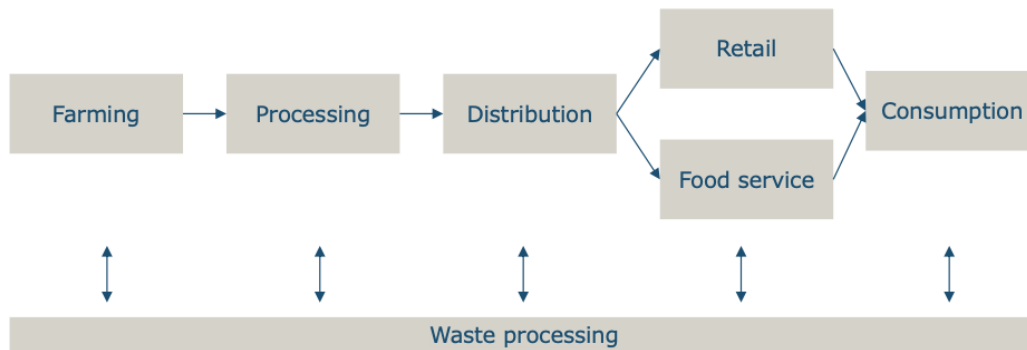 Farming
Processing
Distribution
Retail
Food service
Consumption
Waste processing